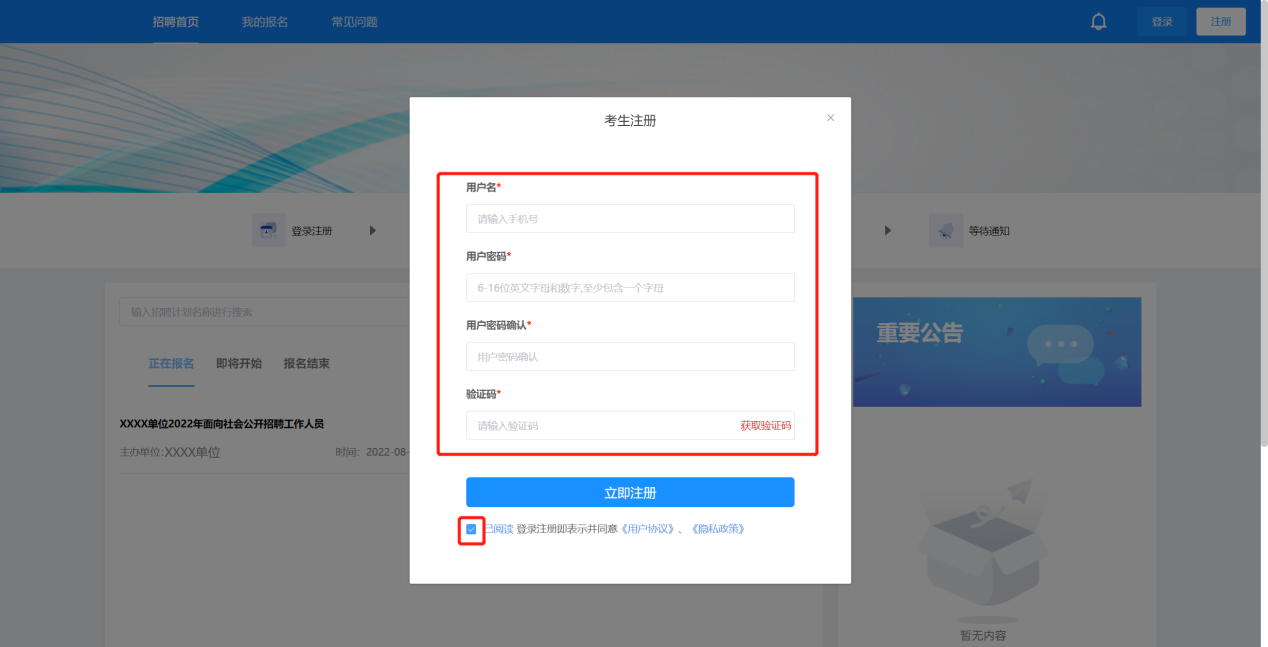 招聘首页 我的报名 常见问题 登录 注册
考生注册 ×
用户名*
请输入手机号
用户密码*
6-16位英文字母和数字,至少包含一个字母
用户密码确认*
用户密码确认
验证码*
请输入验证码 获取验证码
立即注册
已阅读 登录注册即表示并同意《用户协议》、《隐私政策》
登录注册
等待通知
输入招聘计划名称进行搜索
正在报名 即将开始 报名结束
XXXX单位2022年面向社会公开招聘工作人员
主办单位:XXXX单位 时间: 2022-08-
重要公告
暂无内容